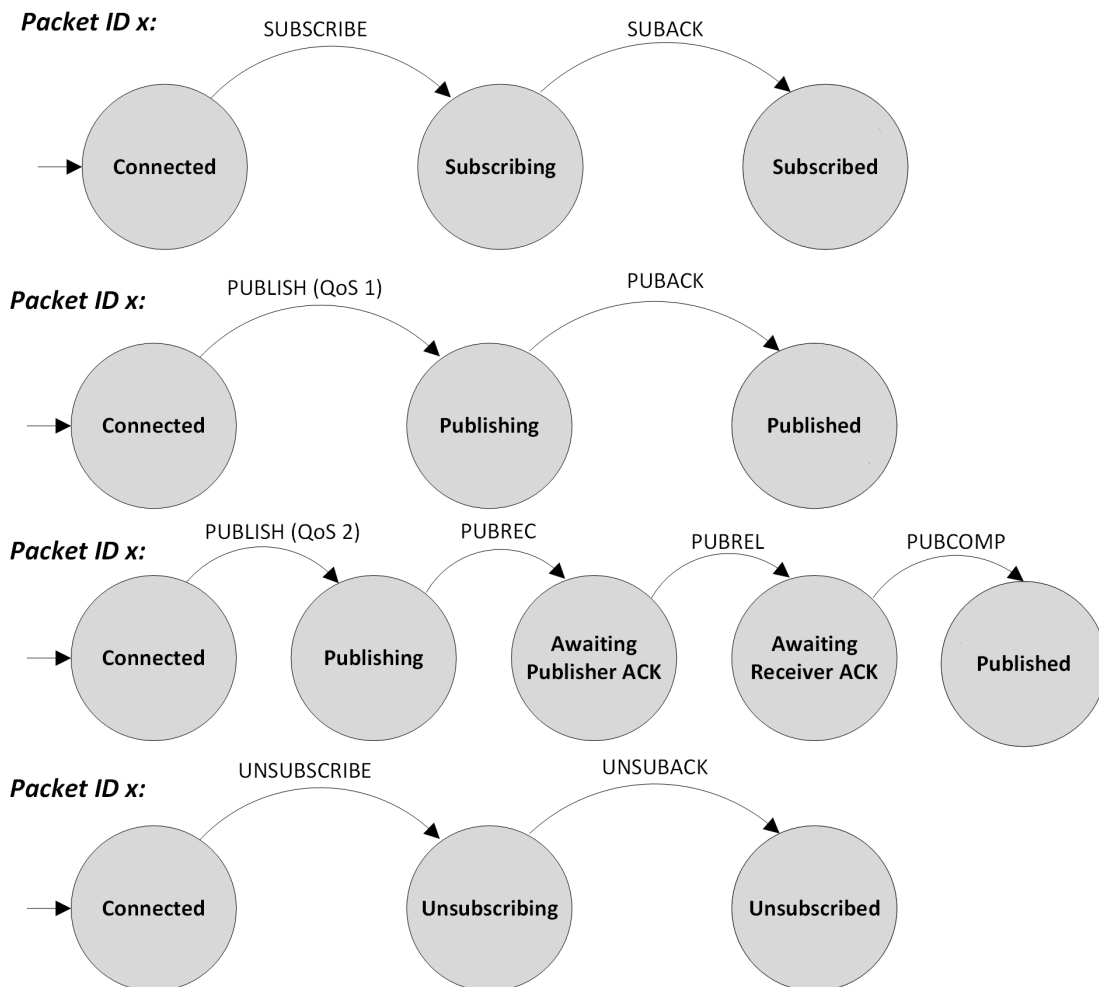 Packet ID x:
SUBSCRIBE
SUBACK
Connected
Subscribing
Subscribed
Packet ID x:
PUBLISH (QoS 1)
PUBACK
Connected
Publishing
Published
Packet ID x:
PUBLISH (QoS 2)
PUBREC
PUBREL
PUBCOMP
Connected
Publishing
Awaiting
Publisher ACK
Awaiting
Receiver ACK
Published
Packet ID x:
UNSUBSCRIBE
UNSUBACK
Connected
Unsubscribing
Unsubscribed